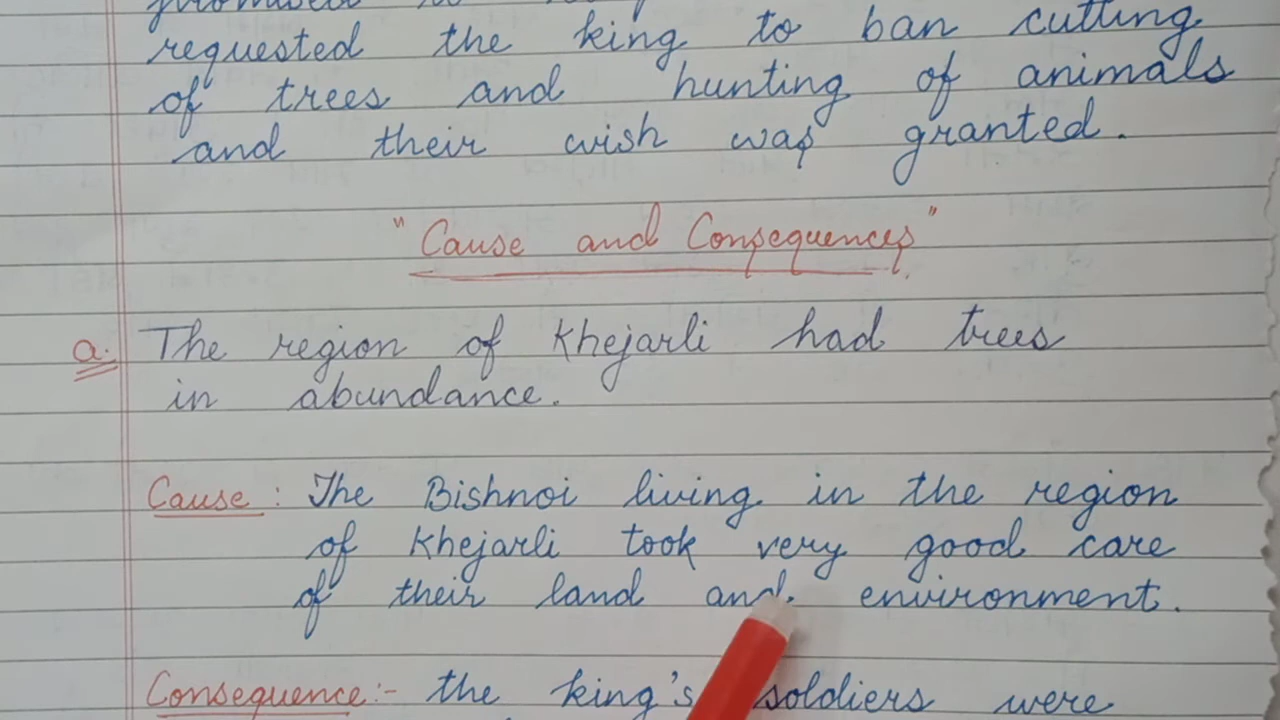 requested the king to ban cutting
of trees and hunting of animals
and their wish was granted.
"Cause and Consequences"
a. The region of Khejarli had trees
in abundance.
Cause: The Bishnoi living in the region
of Khejarli took very good care
of their land and environment.
Consequence:- the king's soldiers were